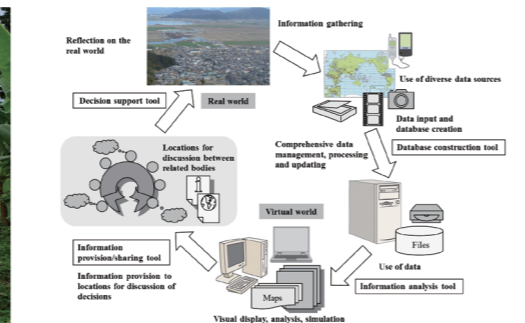 Reflection on the
real world
Information gathering
Use of diverse data sources
Decision support tool
Real world
Data input and
database creation
Locations for
discussion between
related bodies
Comprehensive data
management, processing
and updating
Database construction tool
Virtual world
Files
Information
provision/sharing tool
Use of data
Information provision to
locations for discussion of
decisions
Maps
Information analysis tool
Visual display, analysis, simulation